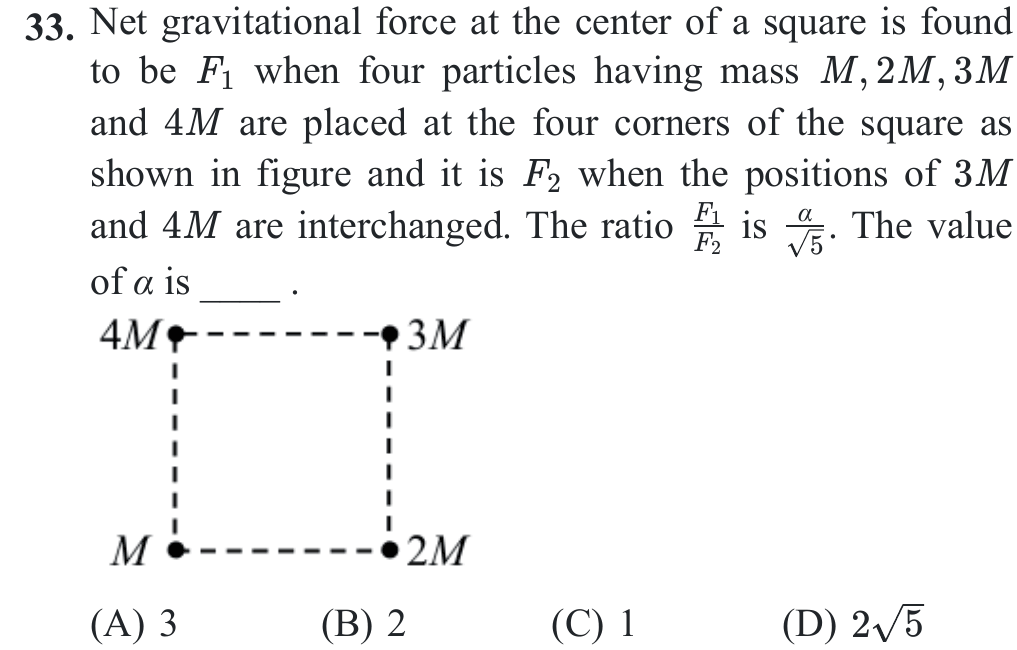 33. Net gravitational force at the center of a square is found
to be F₁ when four particles having mass M, 2M, 3M
and 4M are placed at the four corners of the square as
shown in figure and it is F₂ when the positions of 3M
and 4M are interchanged. The ratio F₁/F₂ is α/√5. The value
of α is ____ .
4M 3M
M 2M
(A) 3 (B) 2 (C) 1 (D) 2√5